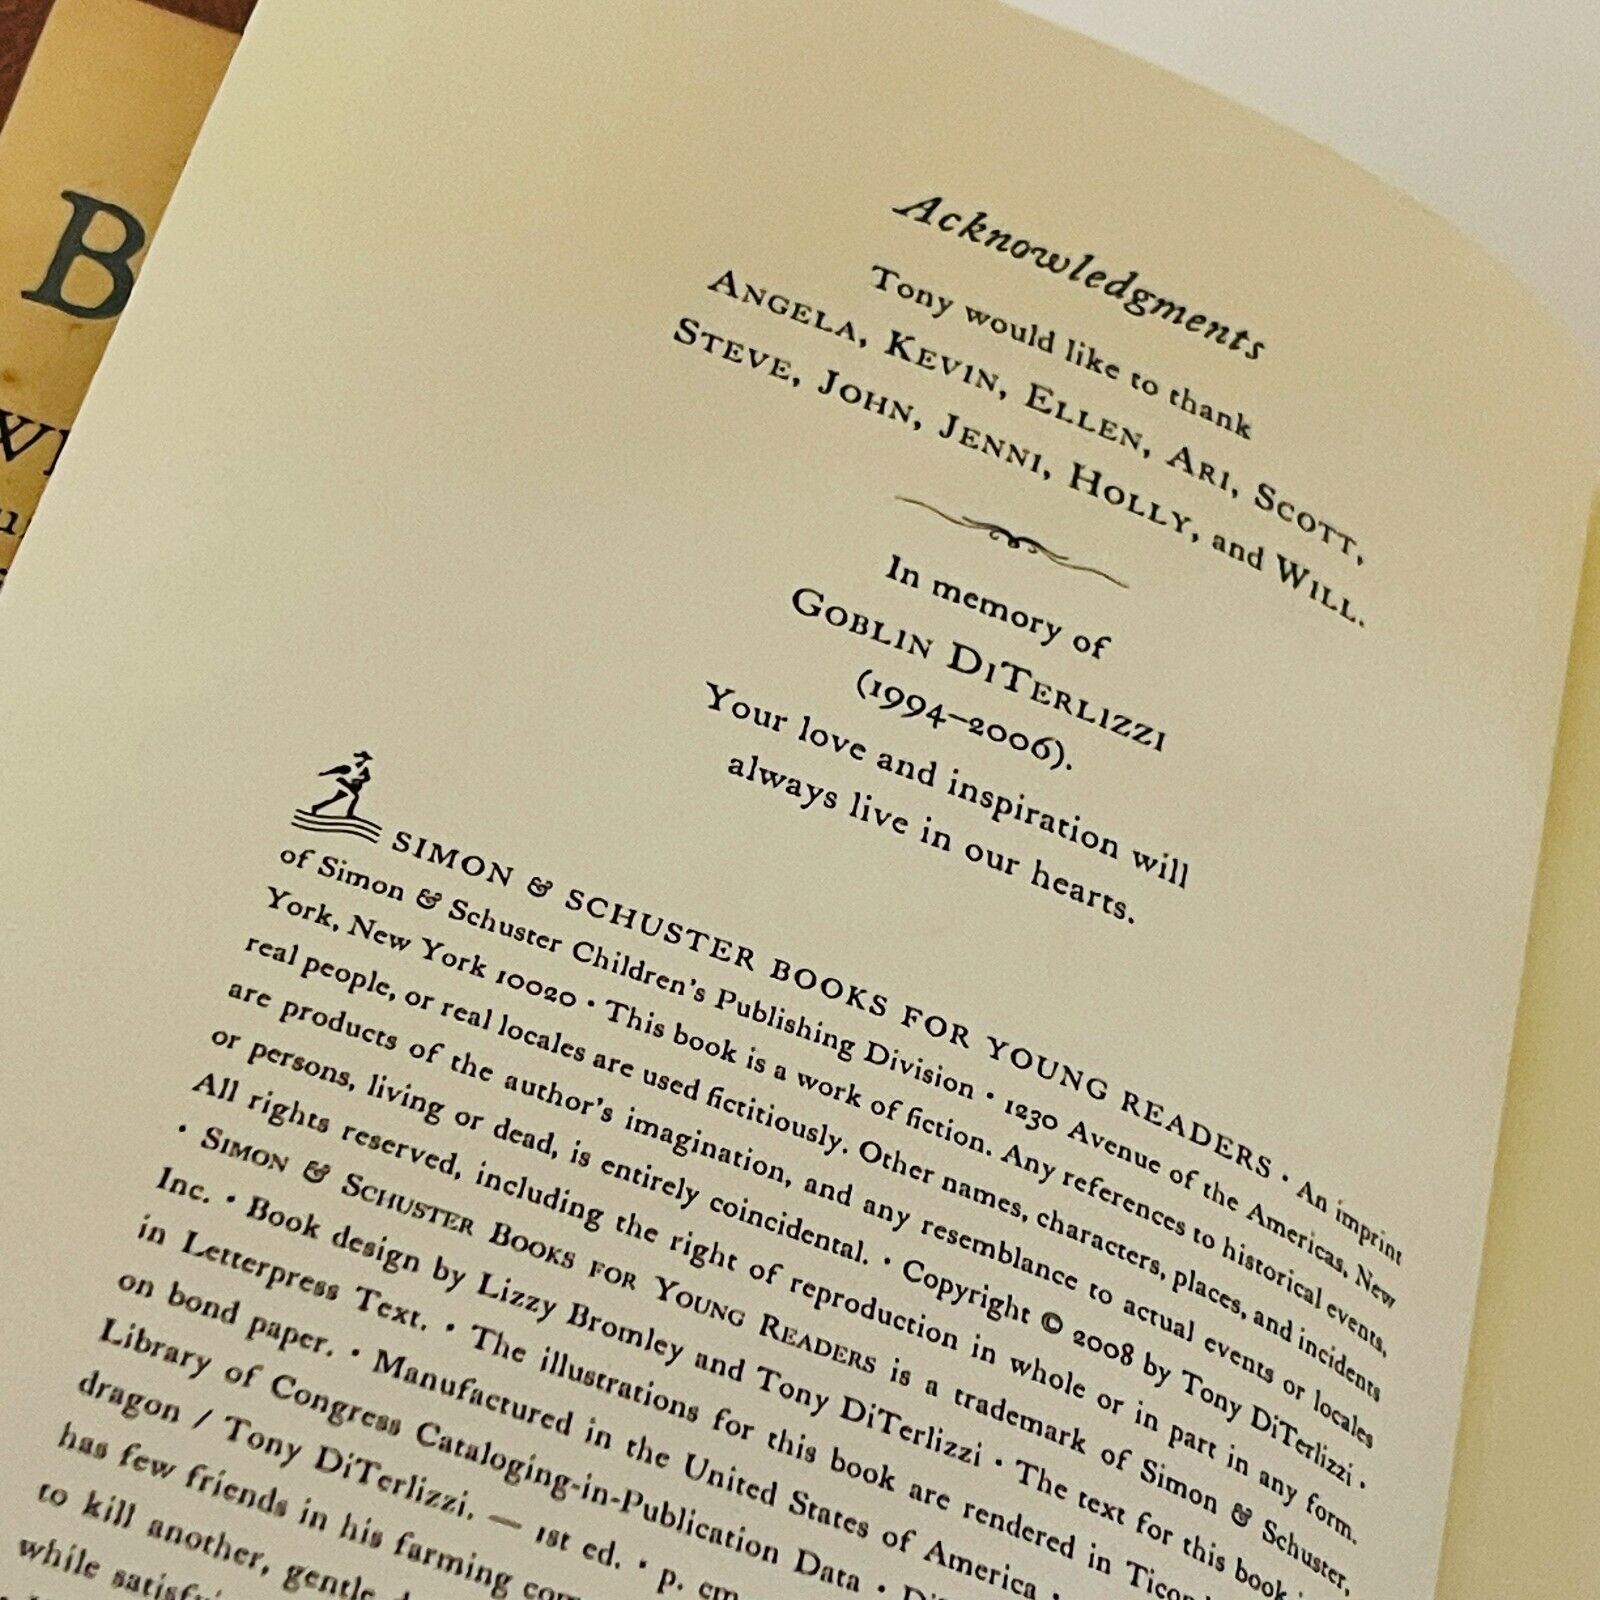 B
Acknowledgments
Tony would like to thank
ANGELA, KEVIN, ELLEN, ARI, SCOTT,
STEVE, JOHN, JENNI, HOLLY, and WILL.
In memory of
GOBLIN DITERLIZZI
(1994–2006).
Your love and inspiration will
always live in our hearts.
SIMON & SCHUSTER BOOKS FOR YOUNG READERS • An imprint
of Simon & Schuster Children's Publishing Division • 1230 Avenue of the Americas, New
York, New York 10020 • This book is a work of fiction. Any references to historical events,
real people, or real locales are used fictitiously. Other names, characters, places, and incidents
are products of the author's imagination, and any resemblance to actual events or locales
or persons, living or dead, is entirely coincidental. • Copyright © 2008 by Tony DiTerlizzi •
All rights reserved, including the right of reproduction in whole or in part in any form.
• SIMON & SCHUSTER BOOKS FOR YOUNG READERS is a trademark of Simon & Schuster,
Inc. • Book design by Lizzy Bromley and Tony DiTerlizzi • The text for this book
in Letterpress Text. • The illustrations for this book are rendered in
on bond paper. • Manufactured in the United States of America •
Library of Congress Cataloging-in-Publication Data •
dragon / Tony DiTerlizzi. — 1st ed. • p. cm
has few friends in his farming
to kill another, gentle
while